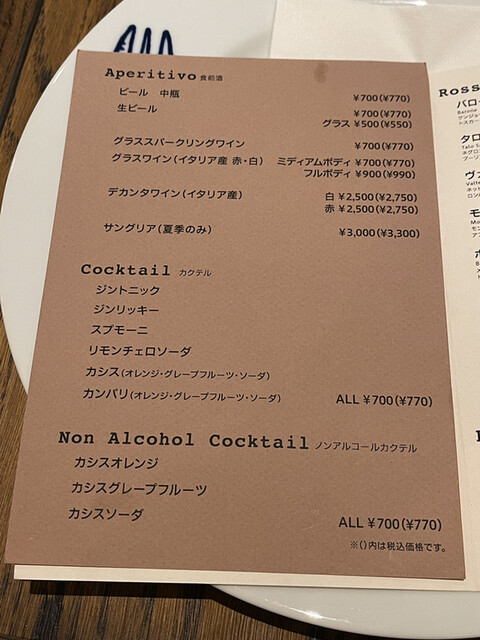 Aperitivo 食前酒
ビール 中瓶 ¥700(¥770)
生ビール ¥700(¥770)
グラス ¥500(¥550)
グラススパークリングワイン ¥700(¥770)
グラスワイン(イタリア産 赤・白) ミディアムボディ ¥700(¥770)
フルボディ ¥900(¥990)
デカンタワイン(イタリア産) 白 ¥2,500(¥2,750)
赤 ¥2,500(¥2,750)
サングリア(夏季のみ) ¥3,000(¥3,300)
Cocktail カクテル
ジントニック
ジンリッキー
スプモーニ
リモンチェロソーダ
カシス(オレンジ・グレープフルーツ・ソーダ)
カンパリ(オレンジ・グレープフルーツ・ソーダ) ALL ¥700(¥770)
Non Alcohol Cocktail ノンアルコールカクテル
カシスオレンジ
カシスグレープフルーツ
カシスソーダ ALL ¥700(¥770)
※()内は税込価格です。
Ross
バロ
タロ
ヴァ
モ